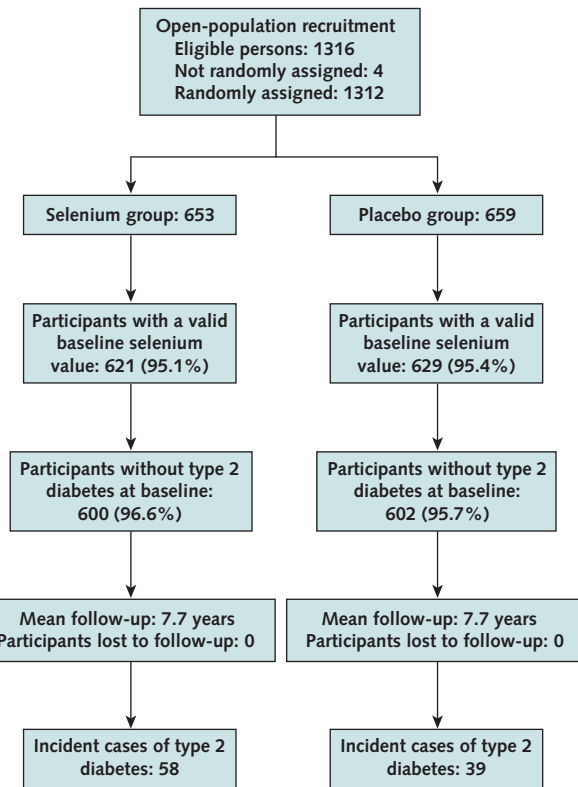 Open-population recruitment
Eligible persons: 1316
Not randomly assigned: 4
Randomly assigned: 1312
Selenium group: 653
Placebo group: 659
Participants with a valid
baseline selenium
value: 621 (95.1%)
Participants with a valid
baseline selenium
value: 629 (95.4%)
Participants without type 2
diabetes at baseline:
600 (96.6%)
Participants without type 2
diabetes at baseline:
602 (95.7%)
Mean follow-up: 7.7 years
Participants lost to follow-up: 0
Mean follow-up: 7.7 years
Participants lost to follow-up: 0
Incident cases of type 2
diabetes: 58
Incident cases of type 2
diabetes: 39